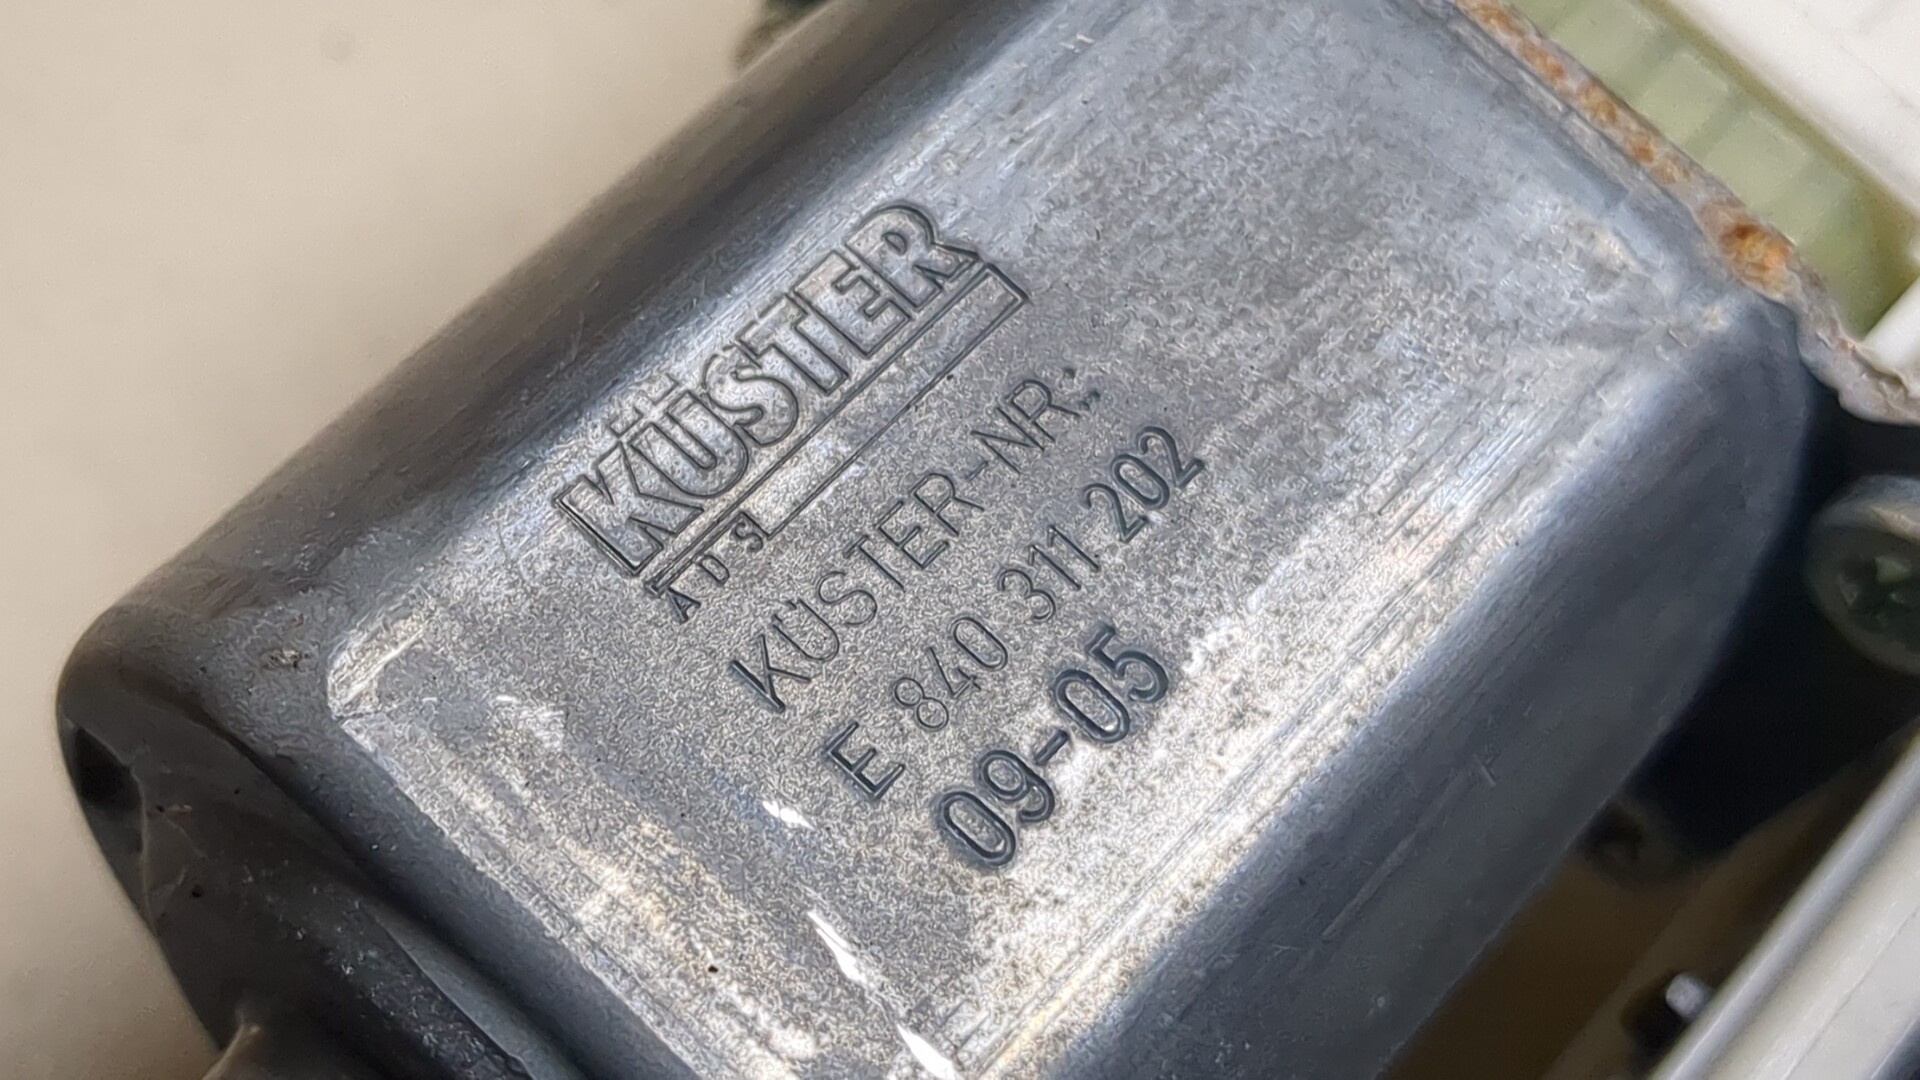 KÜSTER
ADS
KÜSTER-NR.:
E 840 311 202
09-05